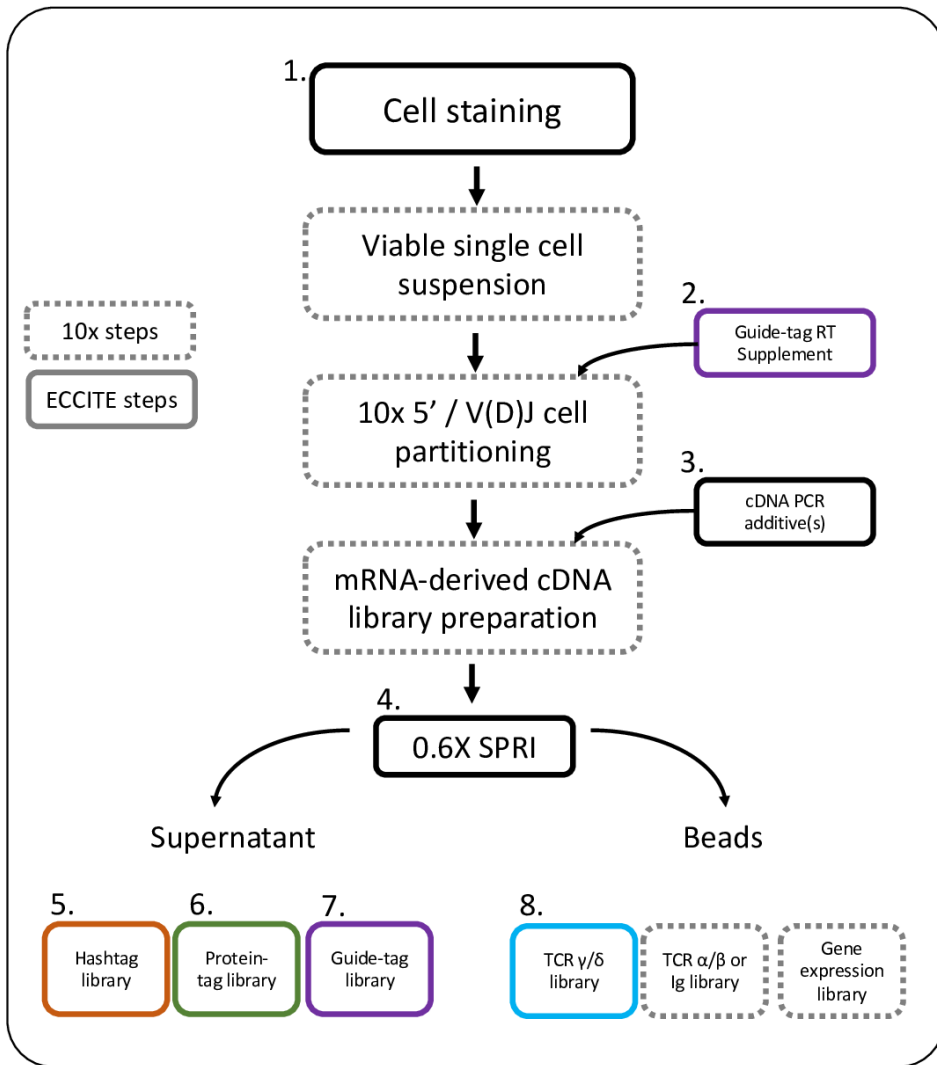 1.
Cell staining
Viable single cell
suspension
2.
Guide-tag RT
Supplement
10x steps
ECCITE steps
10x 5’ / V(D)J cell
partitioning
3.
cDNA PCR
additive(s)
mRNA-derived cDNA
library preparation
4.
0.6X SPRI
Supernatant
Beads
5.
Hashtag
library
6.
Protein-
tag library
7.
Guide-tag
library
8.
TCR γ/δ
library
TCR α/β or
Ig library
Gene
expression
library